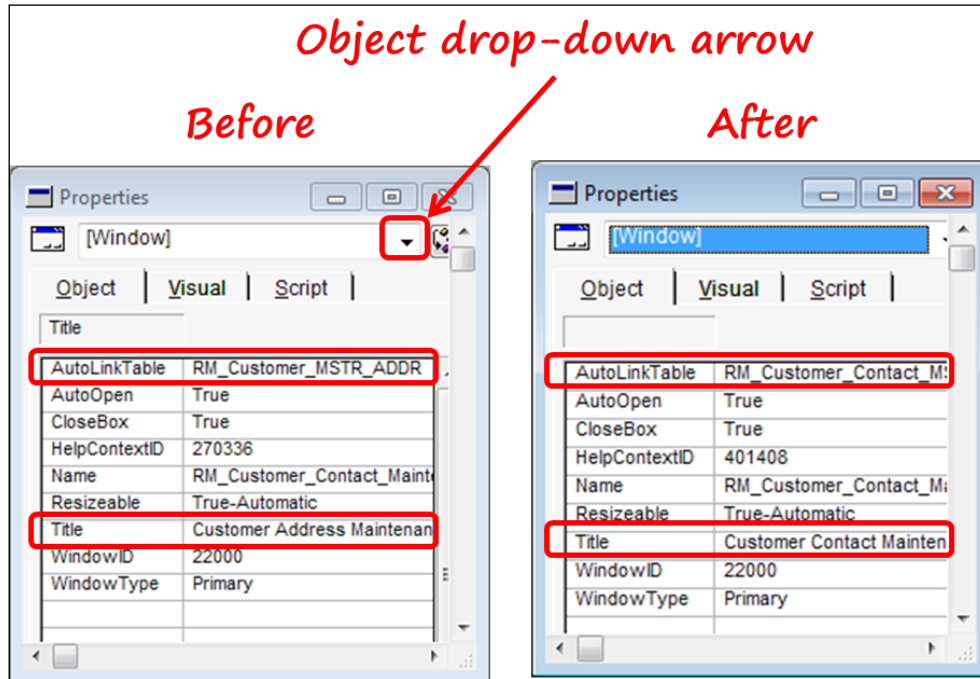 Object drop-down arrow
Before
After
Properties
[Window]
Object | Visual | Script |
Title
AutoLinkTable RM_Customer_MSTR_ADDR
AutoOpen True
CloseBox True
HelpContextID 270336
Name RM_Customer_Contact_Mainte
Resizeable True-Automatic
Title Customer Address Maintenan
WindowID 22000
WindowType Primary
Properties
[Window]
Object | Visual | Script |
AutoLinkTable RM_Customer_Contact_MS
AutoOpen True
CloseBox True
HelpContextID 401408
Name RM_Customer_Contact_Ma
Resizeable True-Automatic
Title Customer Contact Mainten
WindowID 22000
WindowType Primary